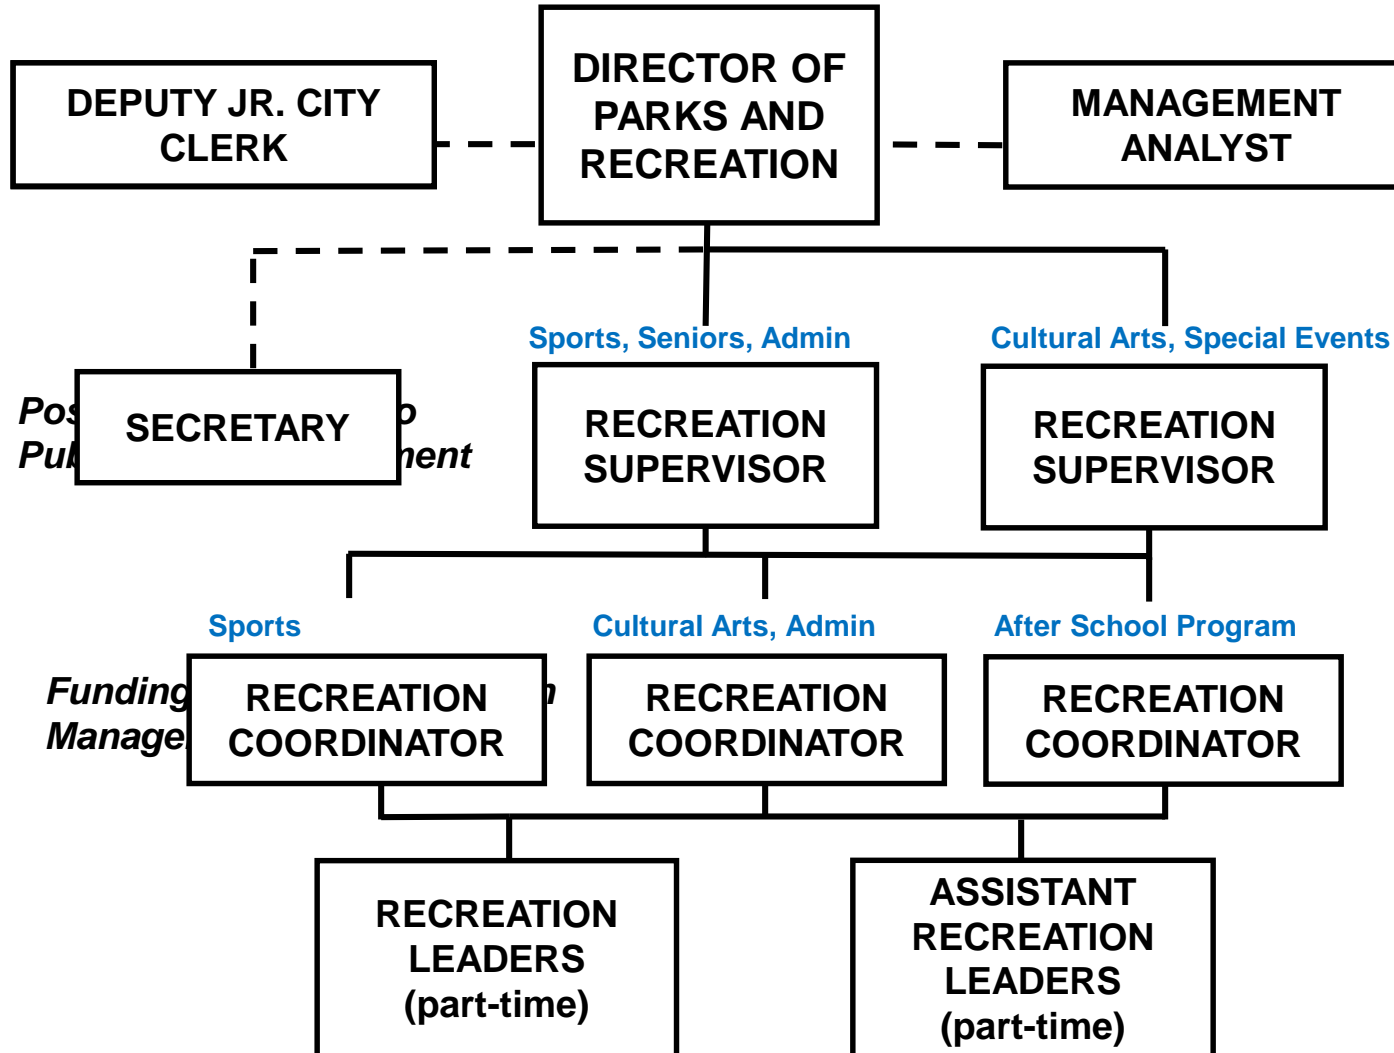 DIRECTOR OF
PARKS AND
RECREATION
DEPUTY JR. CITY
CLERK
MANAGEMENT
ANALYST
Sports, Seniors, Admin
Cultural Arts, Special Events
SECRETARY
RECREATION
SUPERVISOR
RECREATION
SUPERVISOR
Sports
Cultural Arts, Admin
After School Program
Funding
RECREATION
COORDINATOR
RECREATION
COORDINATOR
RECREATION
COORDINATOR
RECREATION
LEADERS
(part-time)
ASSISTANT
RECREATION
LEADERS
(part-time)